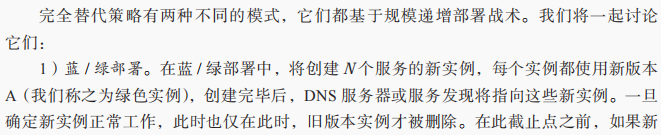 完全替代策略有两种不同的模式，它们都基于规模递增部署战术。我们将一起讨论
它们：
1）蓝 / 绿部署。在蓝 / 绿部署中，将创建 N个服务的新实例，每个实例都使用新版本
A（我们称之为绿色实例），创建完毕后，DNS 服务器或服务发现将指向这些新实例。一旦
确定新实例正常工作，此时也仅在此时，旧版本实例才被删除。在此截止点之前，如果新